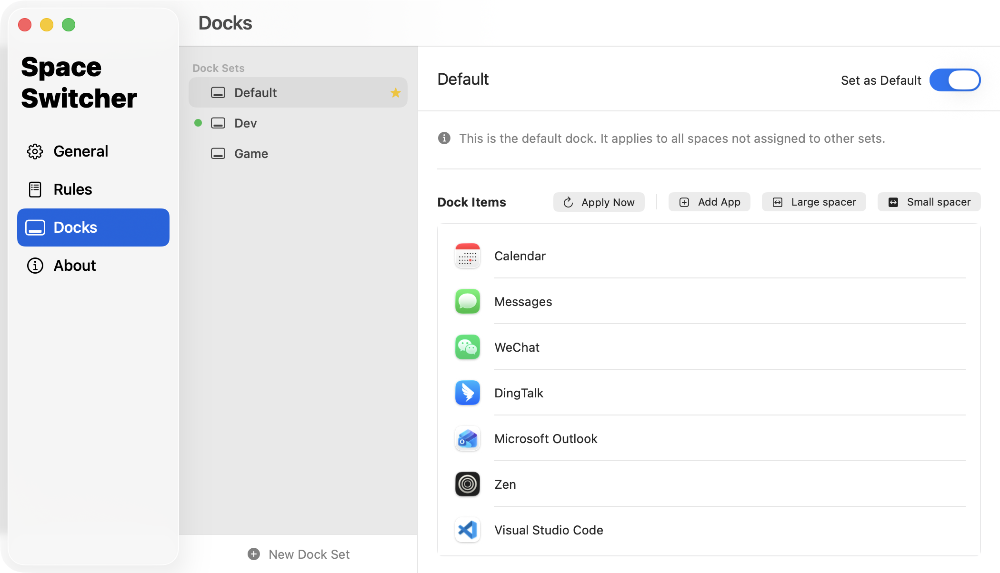 Space
Switcher
General
Rules
Docks
About
Docks
Dock Sets
Default
Dev
Game
New Dock Set
Default
Set as Default
This is the default dock. It applies to all spaces not assigned to other sets.
Dock Items
Apply Now
Add App
Large spacer
Small spacer
Calendar
Messages
WeChat
DingTalk
Microsoft Outlook
Zen
Visual Studio Code